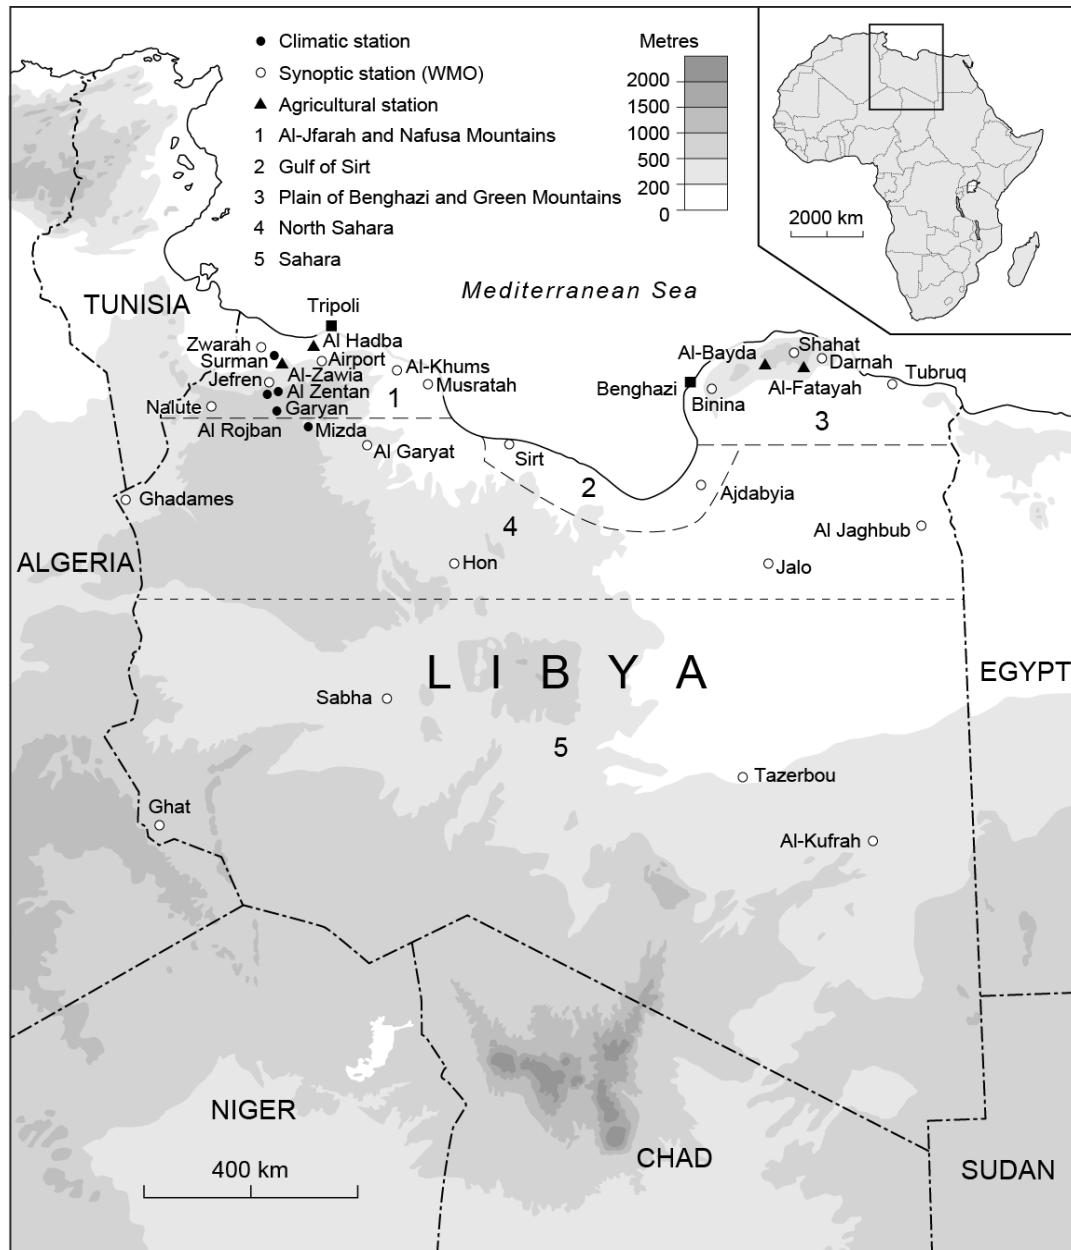 Climatic station
Synoptic station (WMO)
Agricultural station
1 Al-Jfarah and Nafusa Mountains
2 Gulf of Sirt
3 Plain of Benghazi and Green Mountains
4 North Sahara
5 Sahara
Metres
2000
1500
1000
500
200
0
2000 km
Mediterranean Sea
TUNISIA
Tripoli
Zwarah
Al Hadba
Surman
Airport
Jefren
Al-Zawia
Al-Khums
Al Zentan
1
Musratah
Nalute
Garyan
Al Rojban
Mizda
Al Garyat
Shahat
Al-Bayda
Darnah
Benghazi
Al-Fatayah
Tubruq
Binina
3
Sirt
2
Ajdabyia
Ghadames
4
Al Jaghbub
ALGERIA
Hon
Jalo
LIBYA
EGYPT
Sabha
5
Tazerbou
Ghat
Al-Kufrah
NIGER
CHAD
SUDAN
400 km